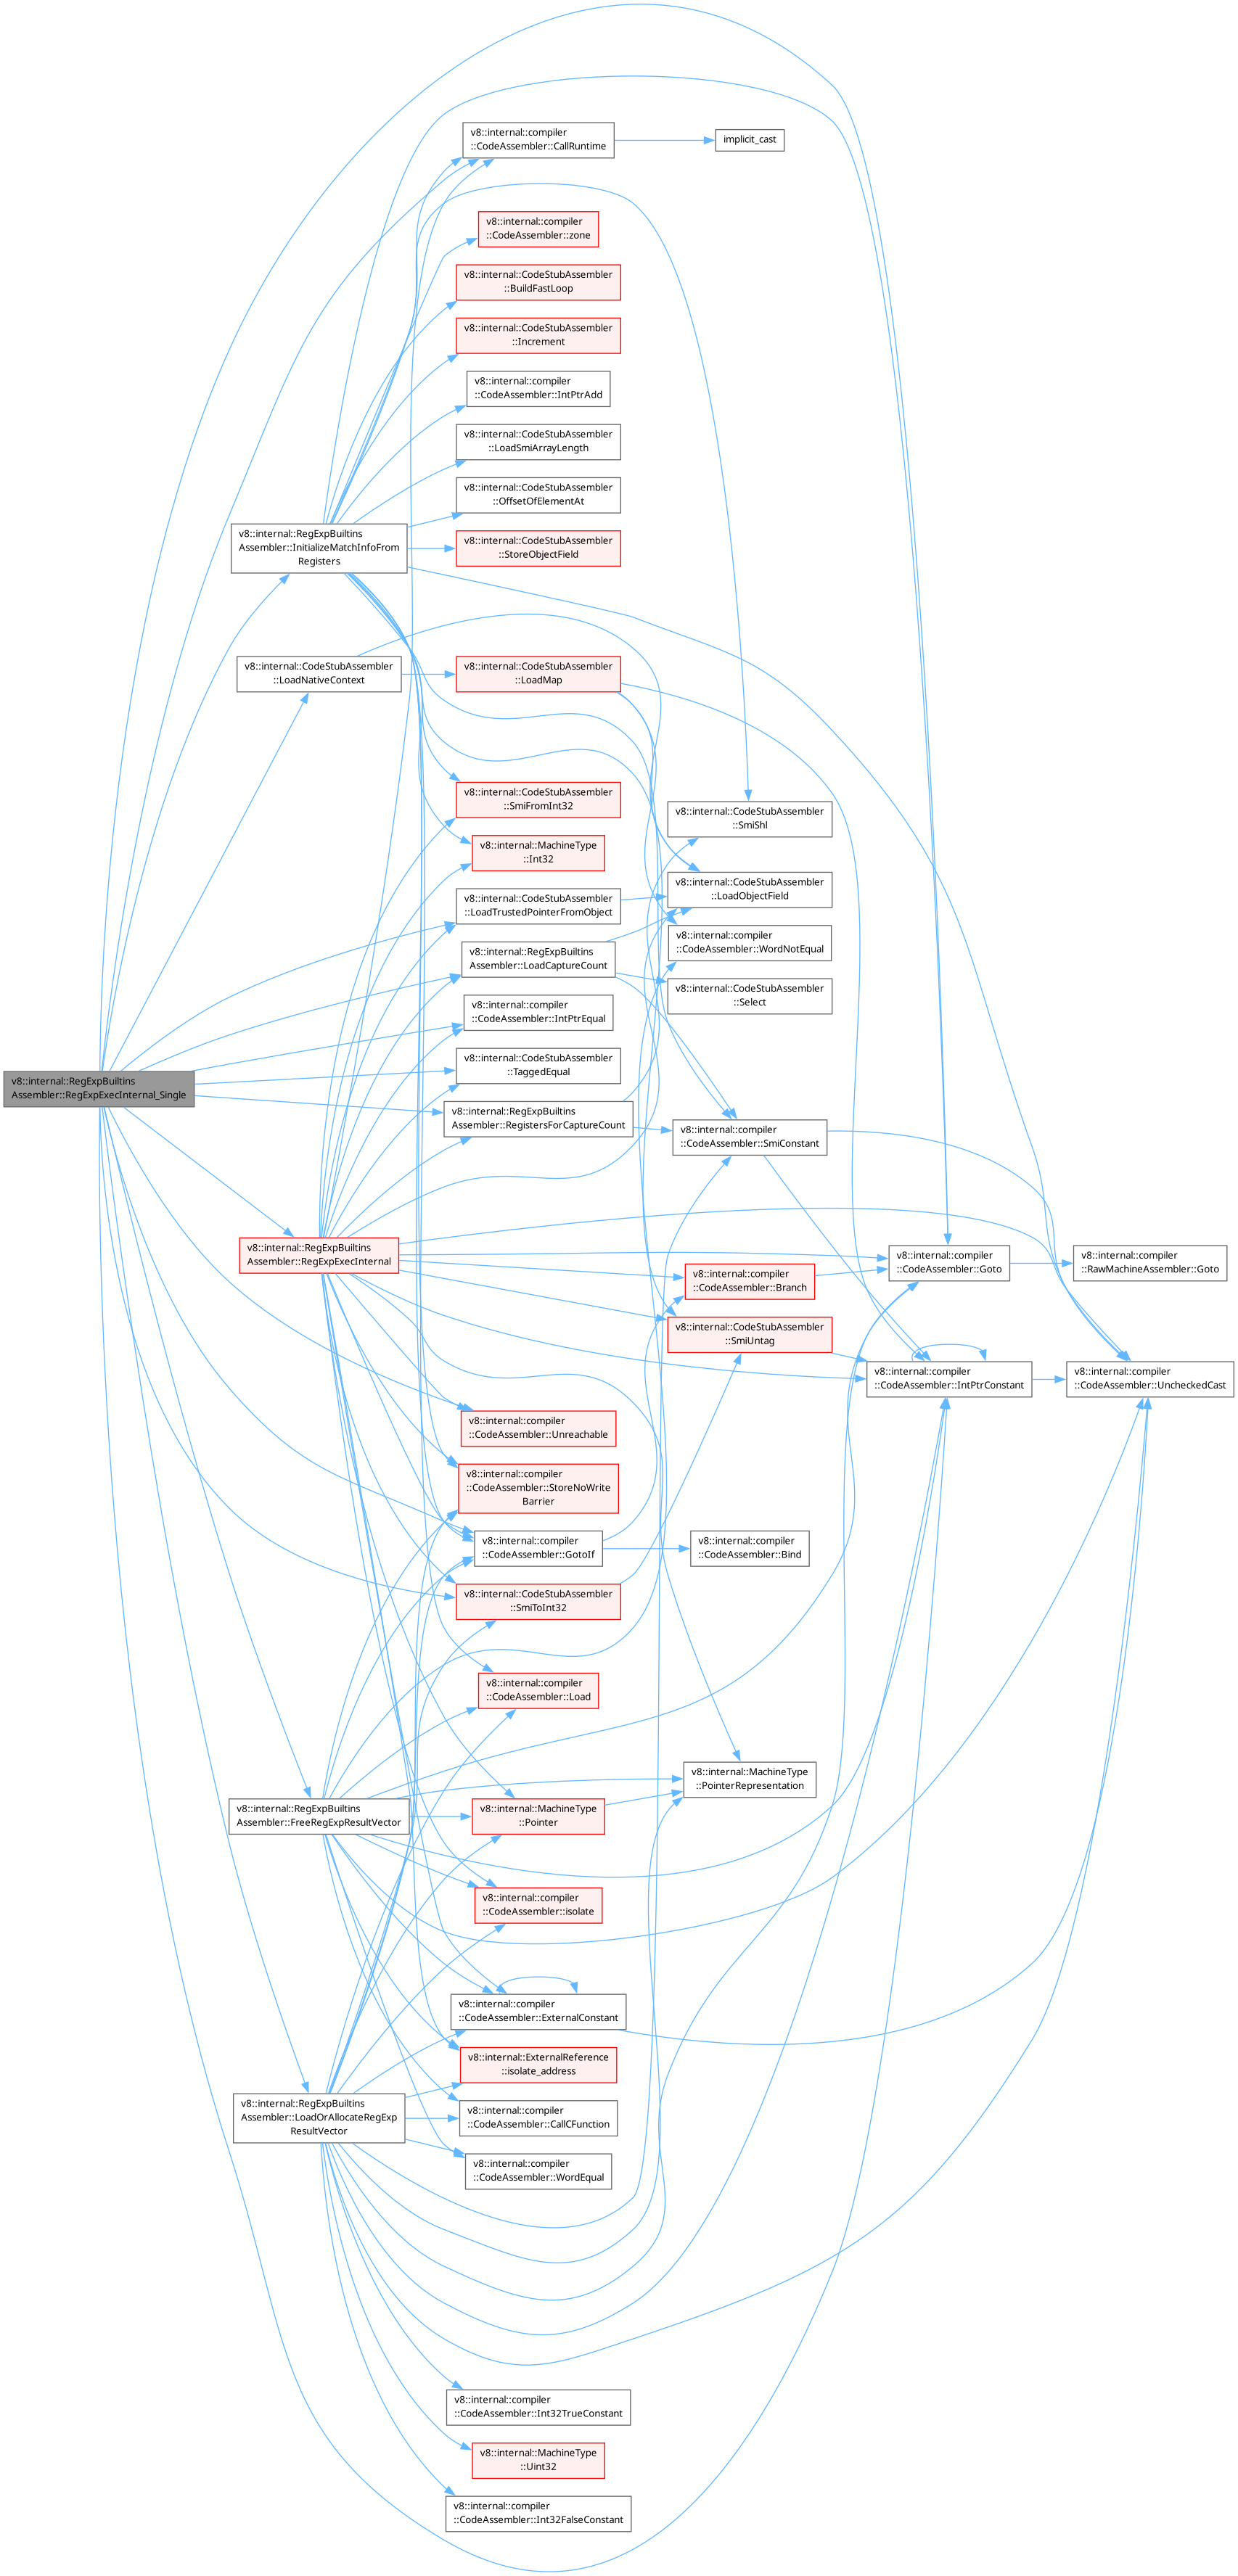 v8::internal::compiler
::CodeAssembler::CallRuntime
implicit_cast
v8::internal::compiler
::CodeAssembler::zone
v8::internal::CodeStubAssembler
::BuildFastLoop
v8::internal::CodeStubAssembler
::Increment
v8::internal::compiler
::CodeAssembler::IntPtrAdd
v8::internal::CodeStubAssembler
::LoadSmiArrayLength
v8::internal::CodeStubAssembler
::OffsetOfElementAt
v8::internal::RegExpBuiltins
Assembler::InitializeMatchInfoFrom
Registers
v8::internal::CodeStubAssembler
::StoreObjectField
v8::internal::CodeStubAssembler
::LoadNativeContext
v8::internal::CodeStubAssembler
::LoadMap
v8::internal::CodeStubAssembler
::SmiFromInt32
v8::internal::CodeStubAssembler
::SmiShl
v8::internal::MachineType
::Int32
v8::internal::CodeStubAssembler
::LoadTrustedPointerFromObject
v8::internal::CodeStubAssembler
::LoadObjectField
v8::internal::RegExpBuiltins
Assembler::LoadCaptureCount
v8::internal::compiler
::CodeAssembler::WordNotEqual
v8::internal::CodeStubAssembler
::Select
v8::internal::compiler
::CodeAssembler::IntPtrEqual
v8::internal::CodeStubAssembler
::TaggedEqual
v8::internal::RegExpBuiltins
Assembler::RegExpExecInternal_Single
v8::internal::RegExpBuiltins
Assembler::RegistersForCaptureCount
v8::internal::compiler
::CodeAssembler::SmiConstant
v8::internal::RegExpBuiltins
Assembler::RegExpExecInternal
v8::internal::compiler
::CodeAssembler::Goto
v8::internal::compiler
::RawMachineAssembler::Goto
v8::internal::compiler
::CodeAssembler::Branch
v8::internal::CodeStubAssembler
::SmiUntag
v8::internal::compiler
::CodeAssembler::IntPtrConstant
v8::internal::compiler
::CodeAssembler::UncheckedCast
v8::internal::compiler
::CodeAssembler::Unreachable
v8::internal::compiler
::CodeAssembler::StoreNoWrite
Barrier
v8::internal::compiler
::CodeAssembler::GotoIf
v8::internal::compiler
::CodeAssembler::Bind
v8::internal::CodeStubAssembler
::SmiToInt32
v8::internal::compiler
::CodeAssembler::Load
v8::internal::MachineType
::PointerRepresentation
v8::internal::RegExpBuiltins
Assembler::FreeRegExpResultVector
v8::internal::MachineType
::Pointer
v8::internal::compiler
::CodeAssembler::isolate
v8::internal::compiler
::CodeAssembler::ExternalConstant
v8::internal::ExternalReference
::isolate_address
v8::internal::RegExpBuiltins
Assembler::LoadOrAllocateRegExp
ResultVector
v8::internal::compiler
::CodeAssembler::CallCFunction
v8::internal::compiler
::CodeAssembler::WordEqual
v8::internal::compiler
::CodeAssembler::Int32TrueConstant
v8::internal::MachineType
::Uint32
v8::internal::compiler
::CodeAssembler::Int32FalseConstant